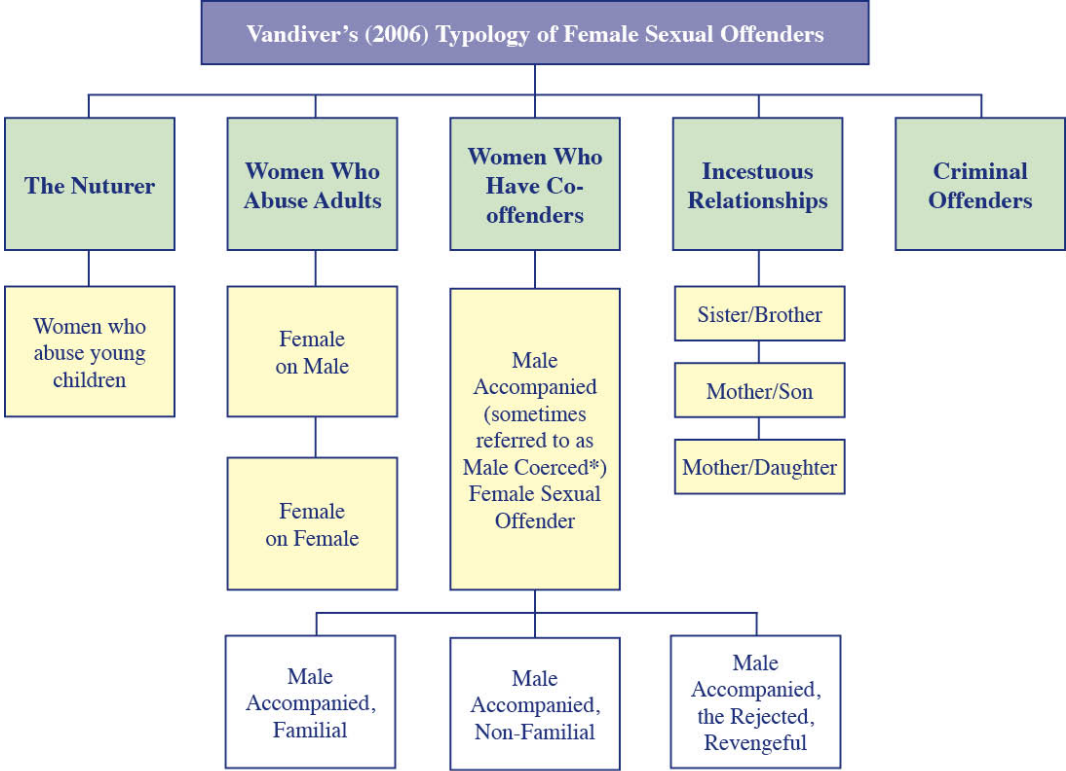 Vandiver’s (2006) Typology of Female Sexual Offenders
The Nuturer
Women Who
Abuse Adults
Women Who
Have Co-
offenders
Incestuous
Relationships
Criminal
Offenders
Women who
abuse young
children
Female
on Male
Female
on Female
Male
Accompanied
(sometimes
referred to as
Male Coerced*)
Female Sexual
Offender
Sister/Brother
Mother/Son
Mother/Daughter
Male
Accompanied,
Familial
Male
Accompanied,
Non-Familial
Male
Accompanied,
the Rejected,
Revengeful